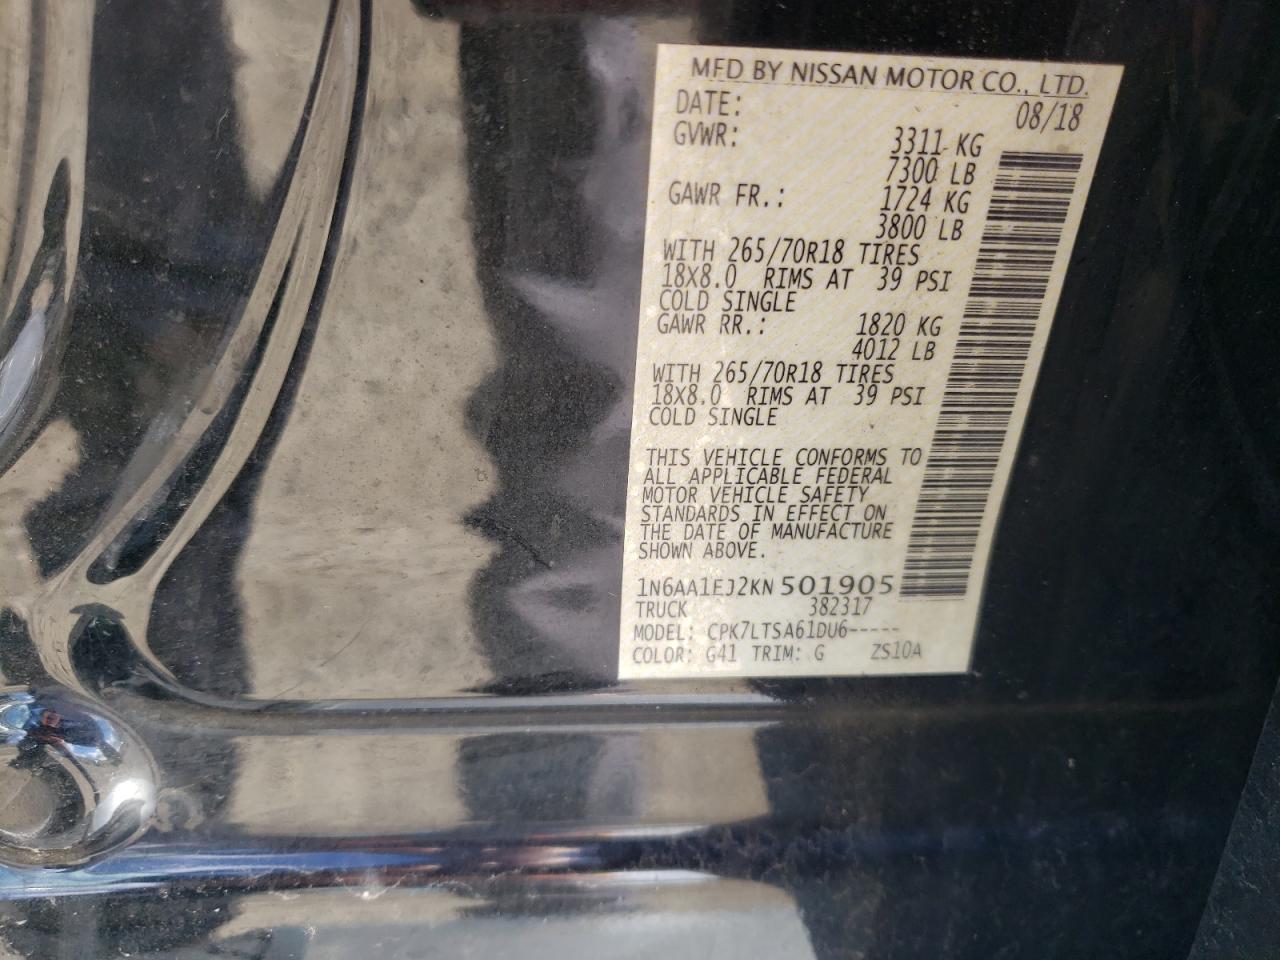 MFD BY NISSAN MOTOR CO., LTD.
DATE: 08/18
GVWR: 3311 KG
7300 LB
GAWR FR.: 1724 KG
3800 LB
WITH 265/70R18 TIRES
18X8.0 RIMS AT 39 PSI
COLD SINGLE
GAWR RR.: 1820 KG
4012 LB
WITH 265/70R18 TIRES
18X8.0 RIMS AT 39 PSI
COLD SINGLE
THIS VEHICLE CONFORMS TO
ALL APPLICABLE FEDERAL
MOTOR VEHICLE SAFETY
STANDARDS IN EFFECT ON
THE DATE OF MANUFACTURE
SHOWN ABOVE.
1N6AA1EJ2KN501905
TRUCK 382317
MODEL: CPK7LTSA61DU6-----
COLOR: G41 TRIM: G ZS10A